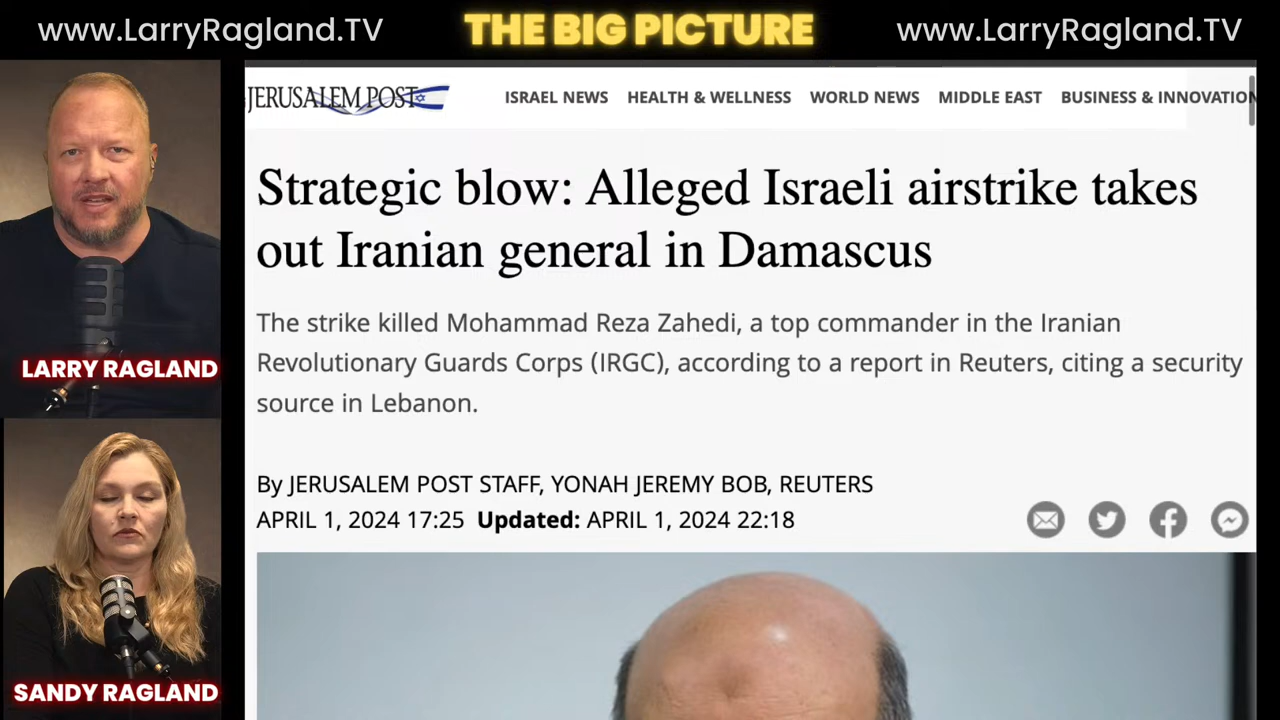 www.LarryRagland.TV
THE BIG PICTURE
www.LarryRagland.TV
JERUSALEM POST
ISRAEL NEWS HEALTH & WELLNESS WORLD NEWS MIDDLE EAST BUSINESS & INNOVATION
Strategic blow: Alleged Israeli airstrike takes
out Iranian general in Damascus
The strike killed Mohammad Reza Zahedi, a top commander in the Iranian
Revolutionary Guards Corps (IRGC), according to a report in Reuters, citing a security
source in Lebanon.
By JERUSALEM POST STAFF, YONAH JEREMY BOB, REUTERS
APRIL 1, 2024 17:25 Updated: APRIL 1, 2024 22:18
LARRY RAGLAND
SANDY RAGLAND